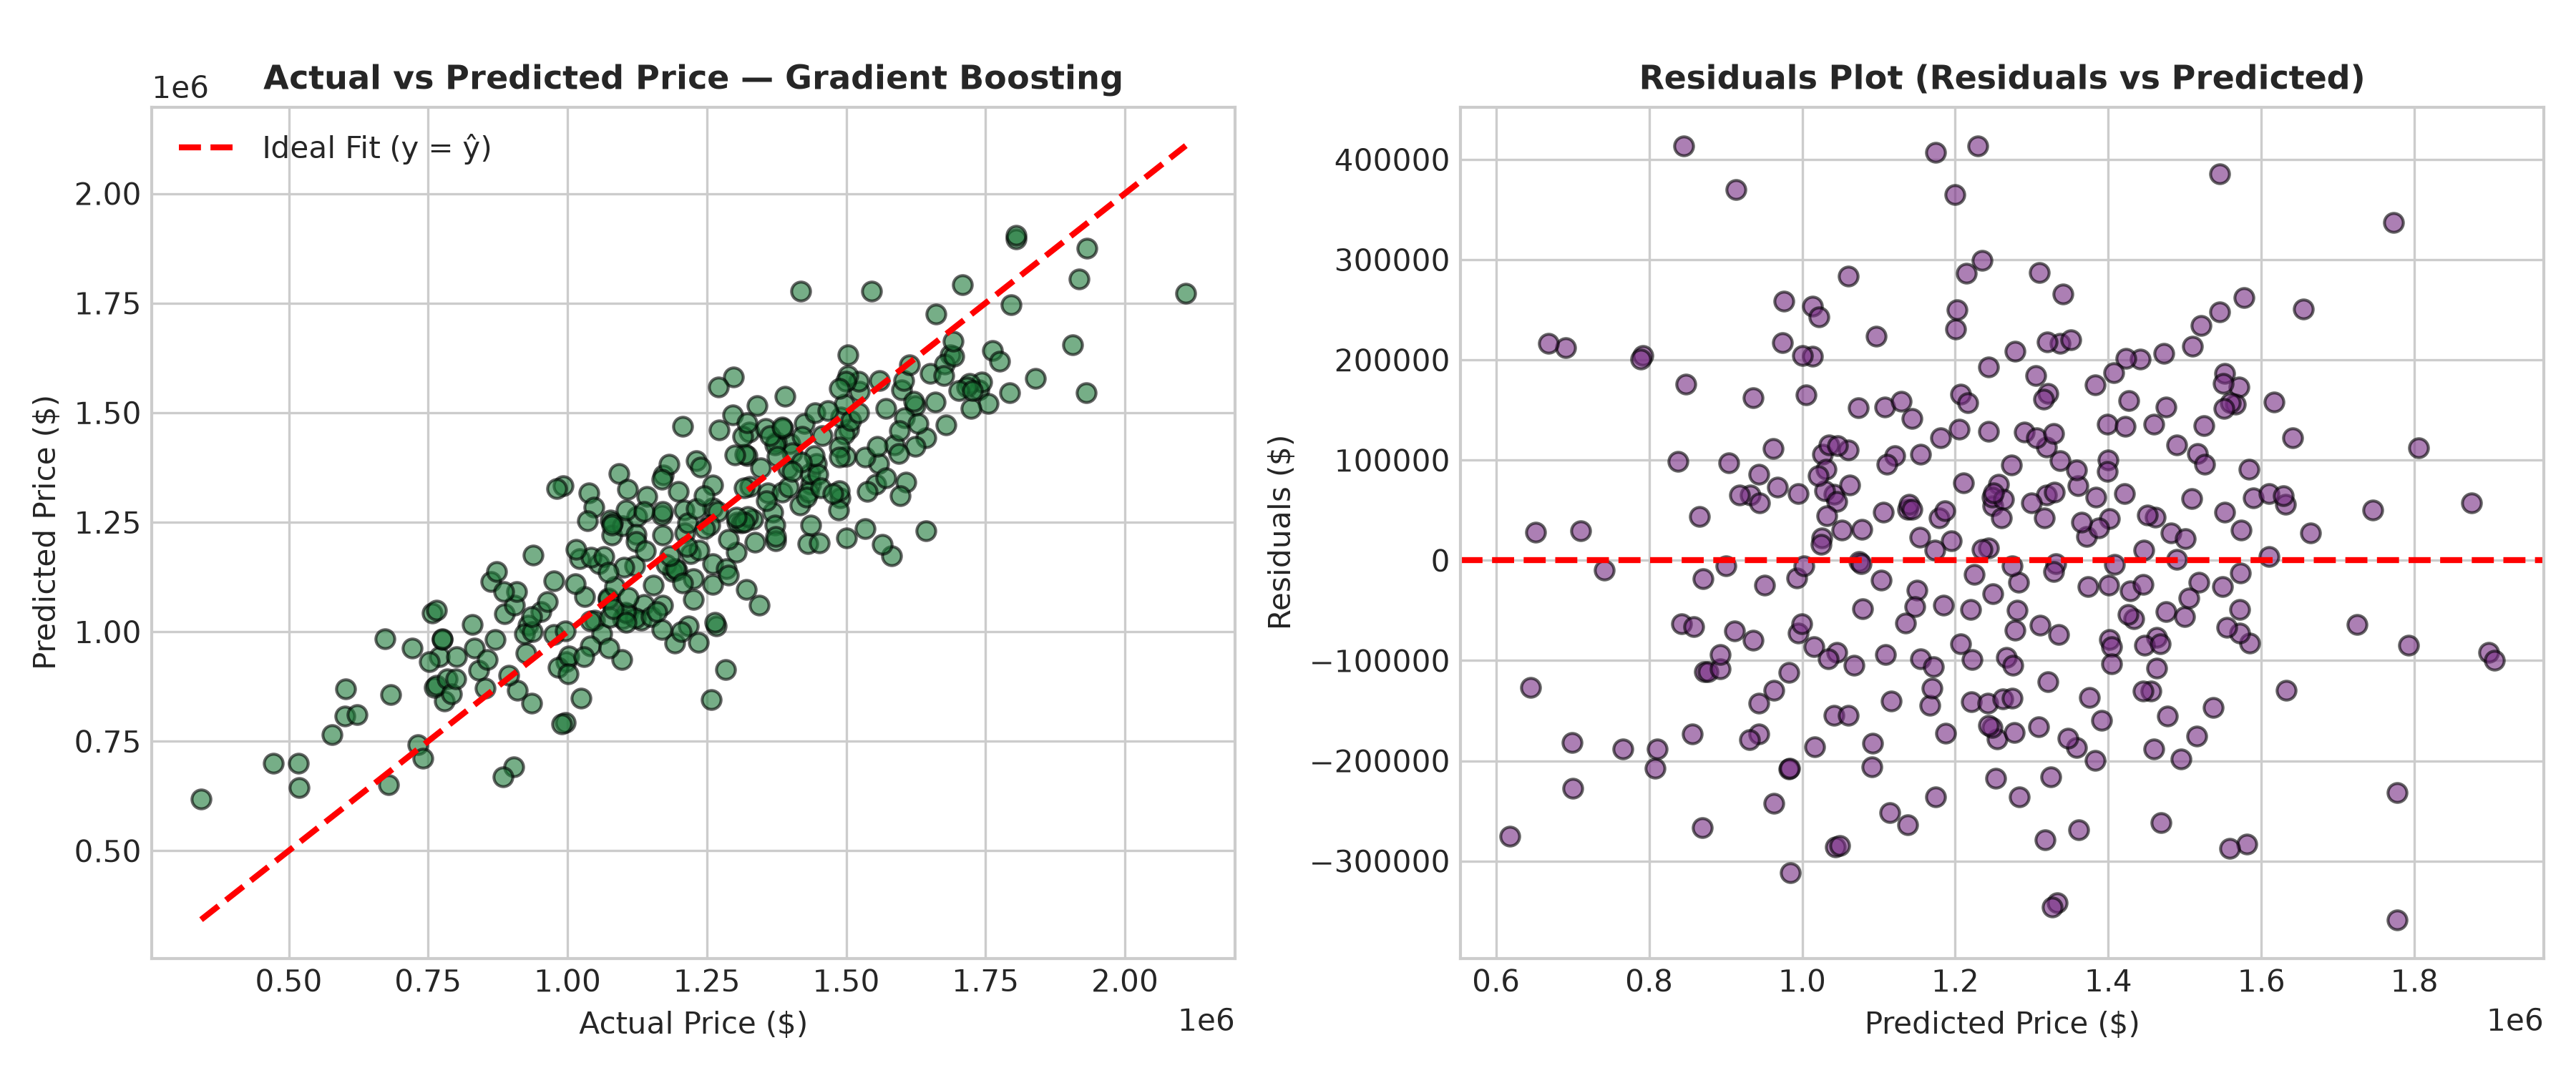 Actual vs Predicted Price — Gradient Boosting
1e6
Ideal Fit (y = ŷ)
2.00
1.75
1.50
1.25
1.00
0.75
0.50
Predicted Price ($)
0.50 0.75 1.00 1.25 1.50 1.75 2.00
Actual Price ($)
1e6
Residuals Plot (Residuals vs Predicted)
400000
300000
200000
100000
0
−100000
−200000
−300000
Residuals ($)
0.6 0.8 1.0 1.2 1.4 1.6 1.8
Predicted Price ($)
1e6